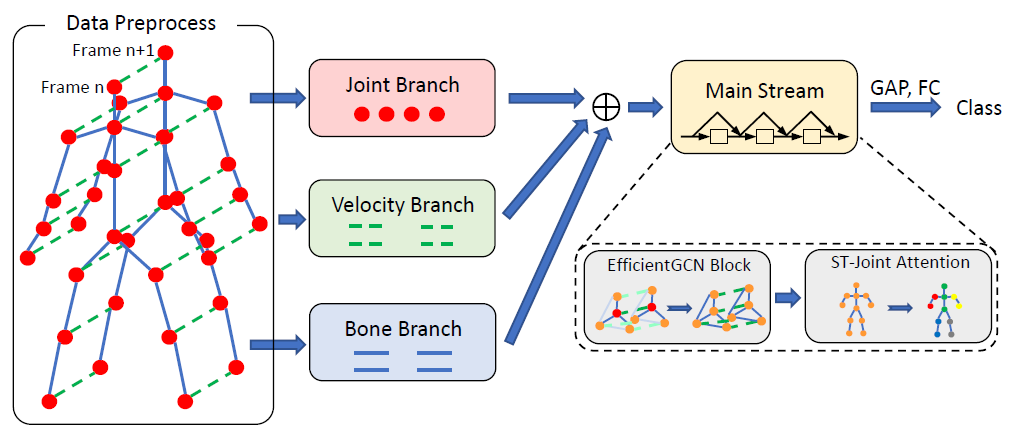 Data Preprocess
Frame n+1
Frame n
Joint Branch
Velocity Branch
Bone Branch
Main Stream
GAP, FC
Class
EfficientGCN Block
ST-Joint Attention